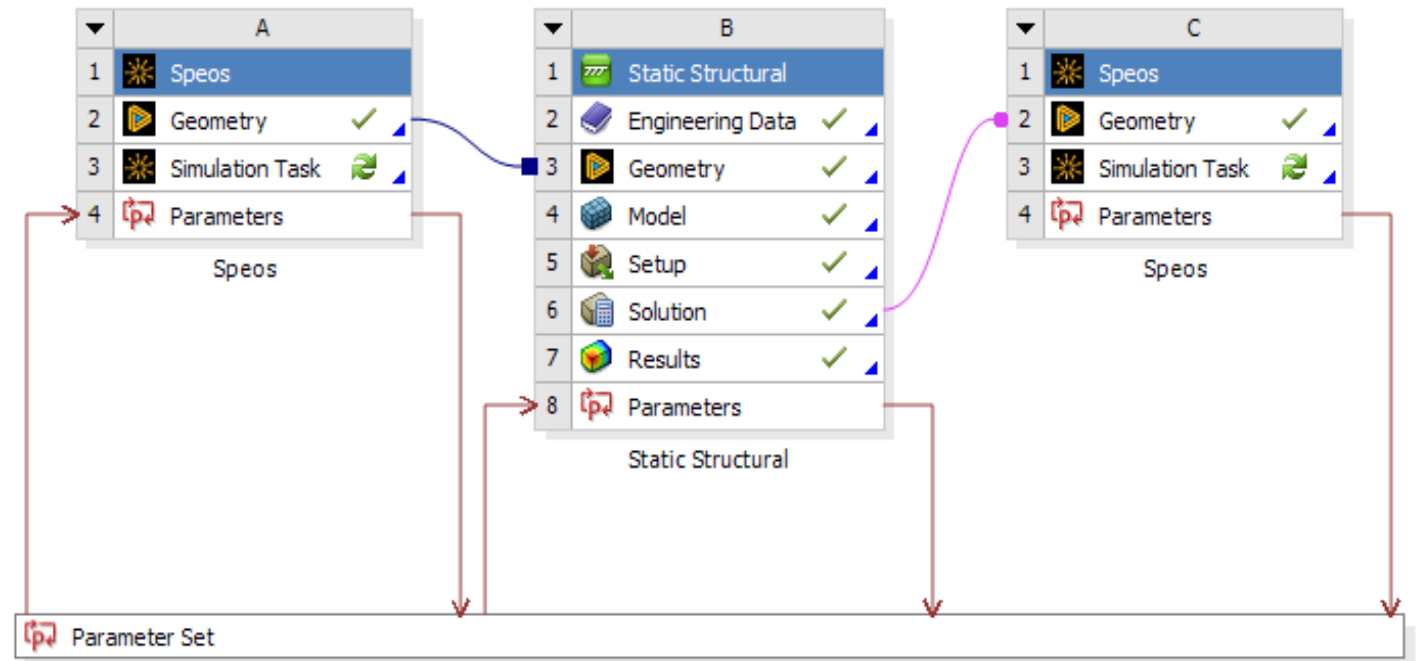 A
1 Speos
2 Geometry
3 Simulation Task
4 Parameters
Speos
B
1 Static Structural
2 Engineering Data
3 Geometry
4 Model
5 Setup
6 Solution
7 Results
8 Parameters
Static Structural
C
1 Speos
2 Geometry
3 Simulation Task
4 Parameters
Speos
Parameter Set